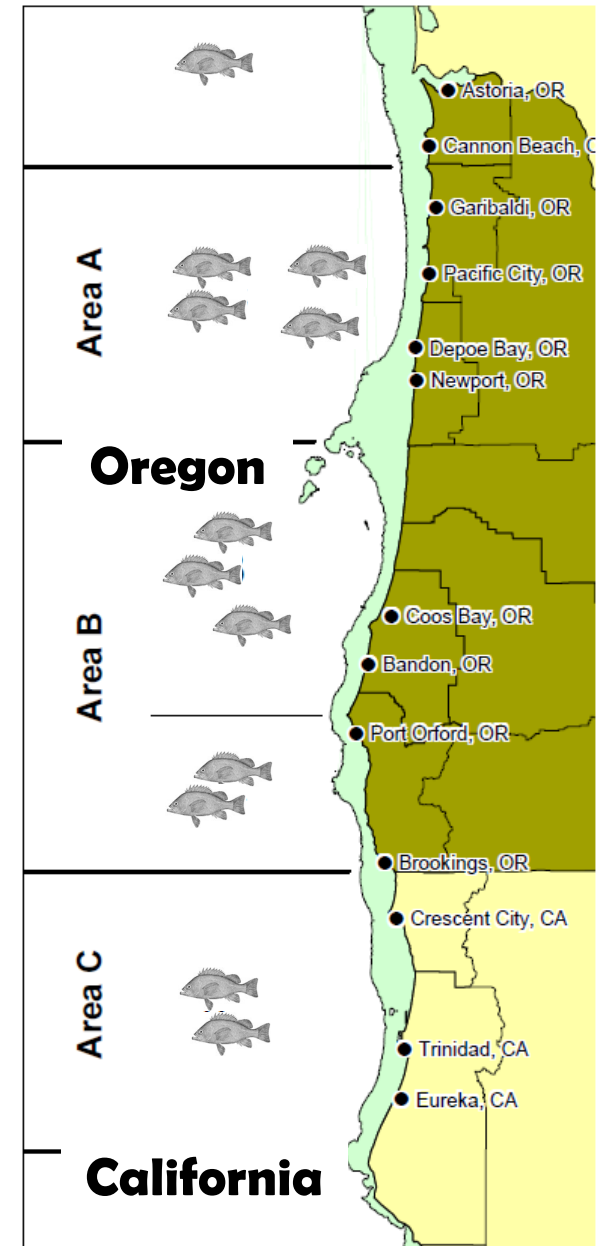 Astoria, OR
Cannon Beach, O
Garibaldi, OR
Area A
Pacific City, OR
Depoe Bay, OR
Newport, OR
Oregon
Coos Bay, OR
Area B
Bandon, OR
Port Orford, OR
Brookings, OR
Crescent City, CA
Area C
Trinidad, CA
Eureka, CA
California